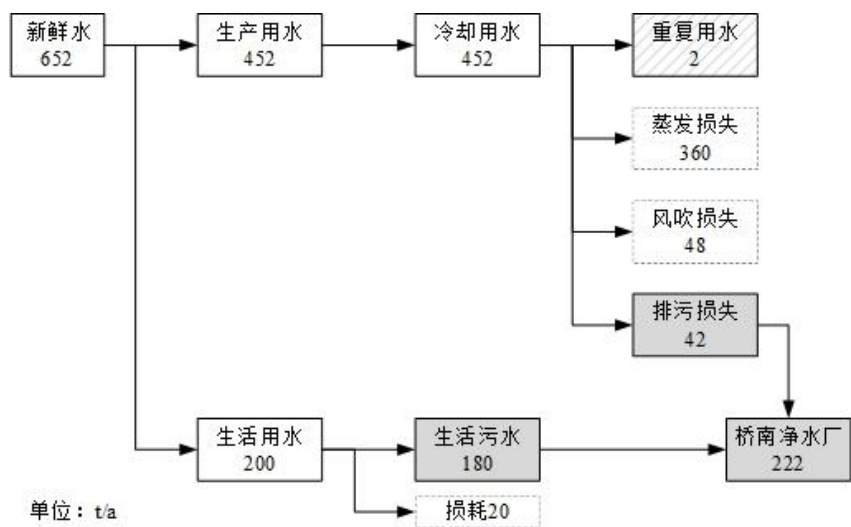 新鲜水
652
生产用水
452
冷却用水
452
重复用水
2
蒸发损失
360
风吹损失
48
排污损失
42
生活用水
200
生活污水
180
桥南净水厂
222
损耗20
单位：t/a